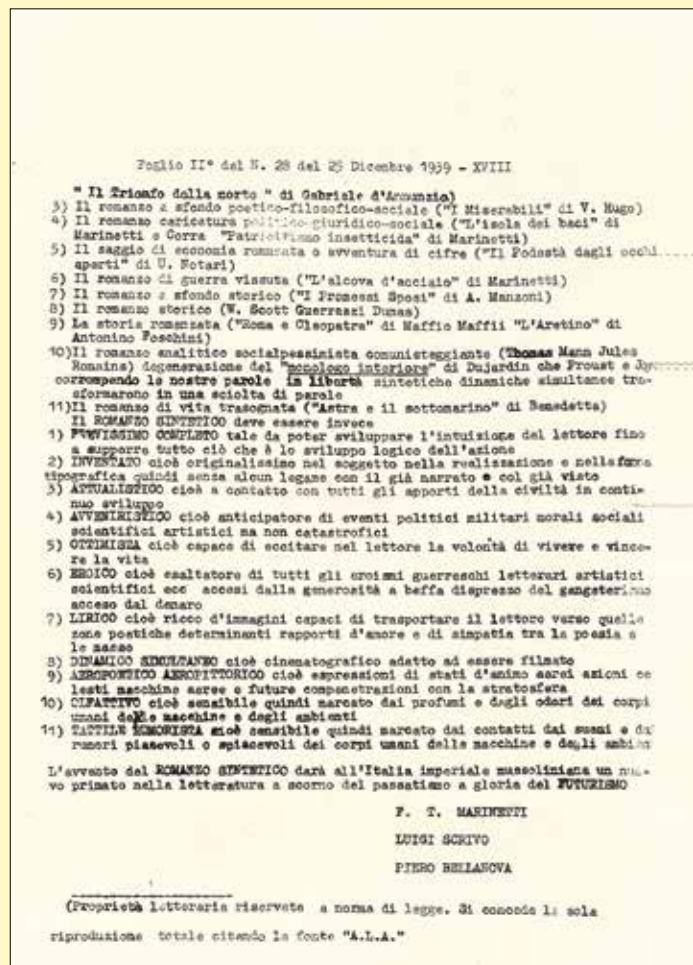 Foglio II° del N. 28 del 25 Dicembre 1939 - XVIII
" Il Trionfo della morte " di Gabriele d'Annunzio)
3) Il romanzo a sfondo poetico-filosofico-sociale ("I Miserabili" di V. Hugo)
4) Il romanzo caricatura politico-giuridico-sociale ("L'isola dei baci" di
Marinetti e Corra "Patriottismo insetticida" di Marinetti)
5) Il saggio di economia romanzata o avventura di cifre ("Il Podestà dagli occhi
aperti" di U. Notari)
6) Il romanzo di guerra vissuta ("L'alcova d'acciaio" di Marinetti)
7) Il romanzo a sfondo storico ("I Promessi Sposi" di A. Manzoni)
8) Il romanzo storico (W. Scott Guerrazzi Dumas)
9) La storia romanzata ("Roma e Cleopatra" di Maffio Maffii "L'Aretino" di
Antonino Foschini)
10)Il romanzo analitico socialpessimista comunisteggiante (Thomas Mann Jules
Romains) degenerazione del "monologo interiore" di Dujardin che Proust e
corrompendo le nostre parole in libertà sintetiche dinamiche simultanee tra-
sformarono in una sciolta di parole
11)Il romanzo di vita trasognata ("Astra e il sottomarino" di Benedetta)
Il ROMANZO SINTETICO deve essere invece
1) BREVISSIMO COMPLETO tale da poter sviluppare l'intuizione del lettore fino
a supporre tutto ciò che è lo sviluppo logico dell'azione
2) INVENTATO cioè originalissimo nel soggetto nella realizzazione e nella forma
tipografica quindi senza alcun legame con il già narrato e col già visto
3) ATTUALISTICO cioè a contatto con tutti gli apporti della civiltà in conti-
nuo sviluppo
4) AVVENIRISTICO cioè anticipatore di eventi politici militari morali sociali
scientifici artistici ma non catastrofici
5) OTTIMISTA cioè capace di eccitare nel lettore la volontà di vivere e vince-
re la vita
6) EROICO cioè esaltatore di tutti gli eroismi guerreschi letterari artistici
scientifici ecc accesi dalla generosità a beffa disprezzo del gangsterismo
acceso dal denaro
7) LIRICO cioè ricco d'immagini capaci di trasportare il lettore verso quelle
zone poetiche determinanti rapporti d'amore e di simpatia tra la poesia e
le masse
8) DINAMICO SIMULTANEO cioè cinematografico adatto ad essere filmato
9) AEROPOETICO AEROPITTORICO cioè espressioni di stati d'animo aerei azioni ce
lesti macchine aeree e future compenetrazioni con la stratosfera
10) OLFATTIVO cioè sensibile quindi marcato dai profumi e dagli odori dei corpi
umani delle macchine e degli ambienti
11) TATTILE RUMORISTA cioè sensibile quindi marcato dai contatti dai suoni e dai
rumori piacevoli o spiacevoli dei corpi umani delle macchine e degli
L'avvento del ROMANZO SINTETICO darà all'Italia imperiale mussoliniana un nuo-
vo primato nella letteratura a scorno del passatismo a gloria del FUTURISMO
F. T. MARINETTI
LUIGI SCRIVO
PIERO BELLANOVA
(Proprietà letteraria riservata a norma di legge. Si concede la sola
riproduzione totale citando la fonte "A.L.A."